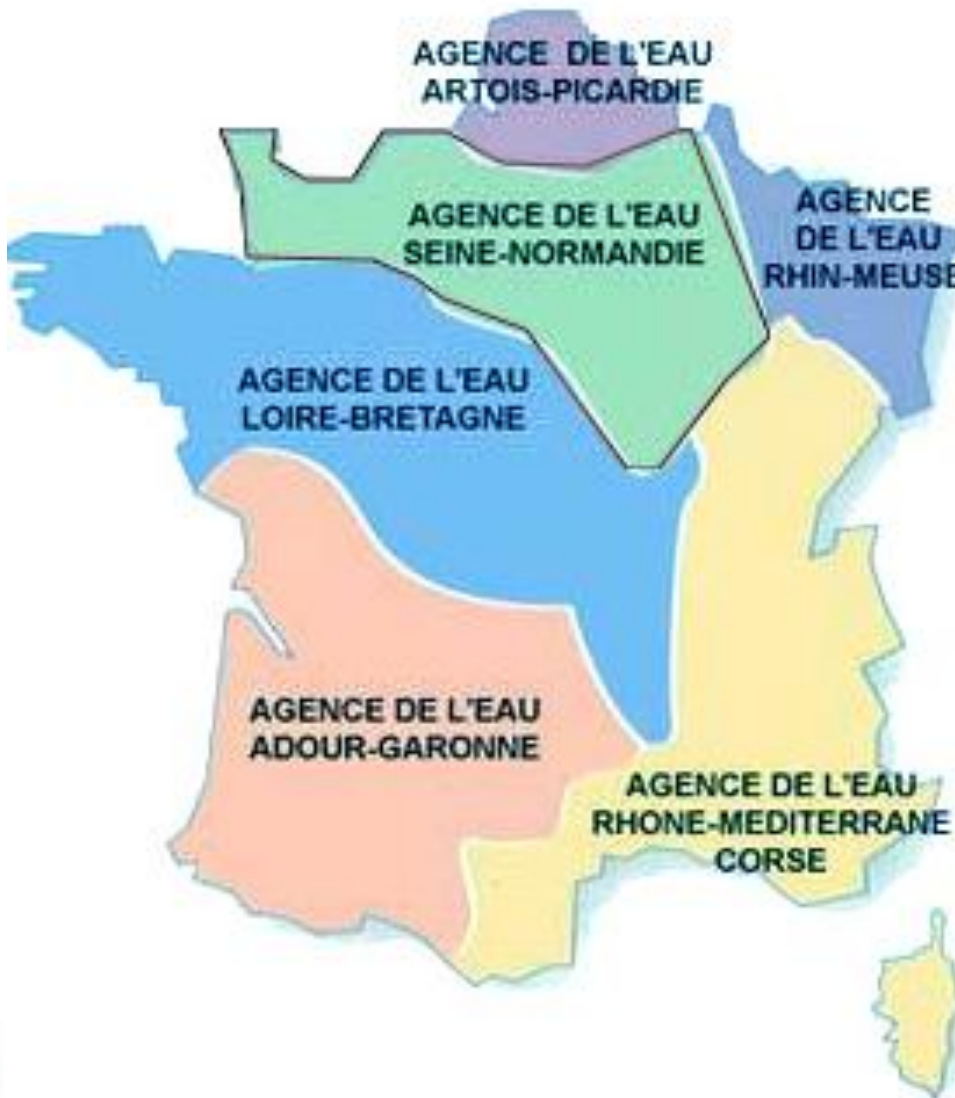 AGENCE DE L'EAU
ARTOIS-PICARDIE
AGENCE DE L'EAU
SEINE-NORMANDIE
AGENCE
DE L'EAU
RHIN-MEUSE
AGENCE DE L'EAU
LOIRE-BRETAGNE
AGENCE DE L'EAU
ADOUR-GARONNE
AGENCE DE L'EAU
RHONE-MEDITERRANE
CORSE